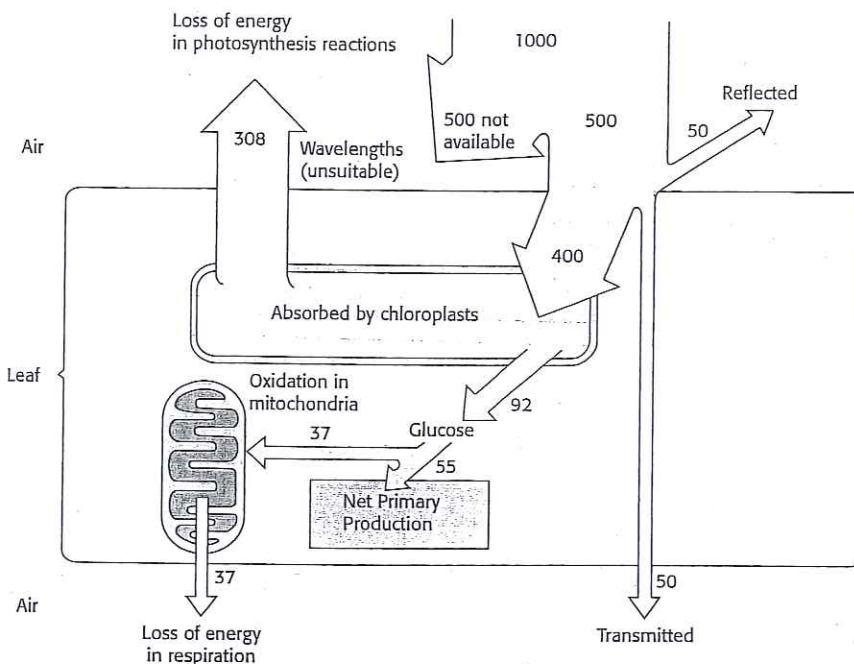 Loss of energy
in photosynthesis reactions
1000
Reflected
500 not
available
500
50
308
Air
Wavelengths
(unsuitable)
400
Absorbed by chloroplasts
Leaf
Oxidation in
mitochondria
92
37
Glucose
55
Net Primary
Production
37
50
Air
Loss of energy
in respiration
Transmitted